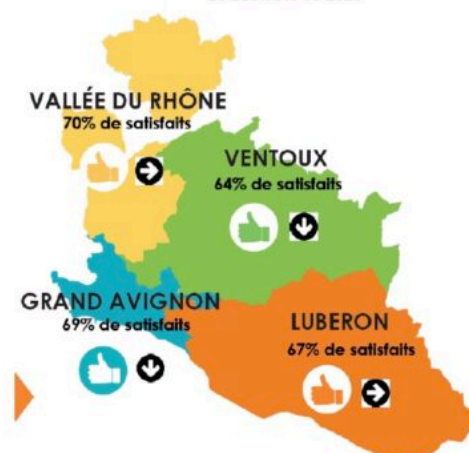 VALLÉE DU RHÔNE
70% de satisfaits
VENTOUX
64% de satisfaits
GRAND AVIGNON
69% de satisfaits
LUBERON
67% de satisfaits